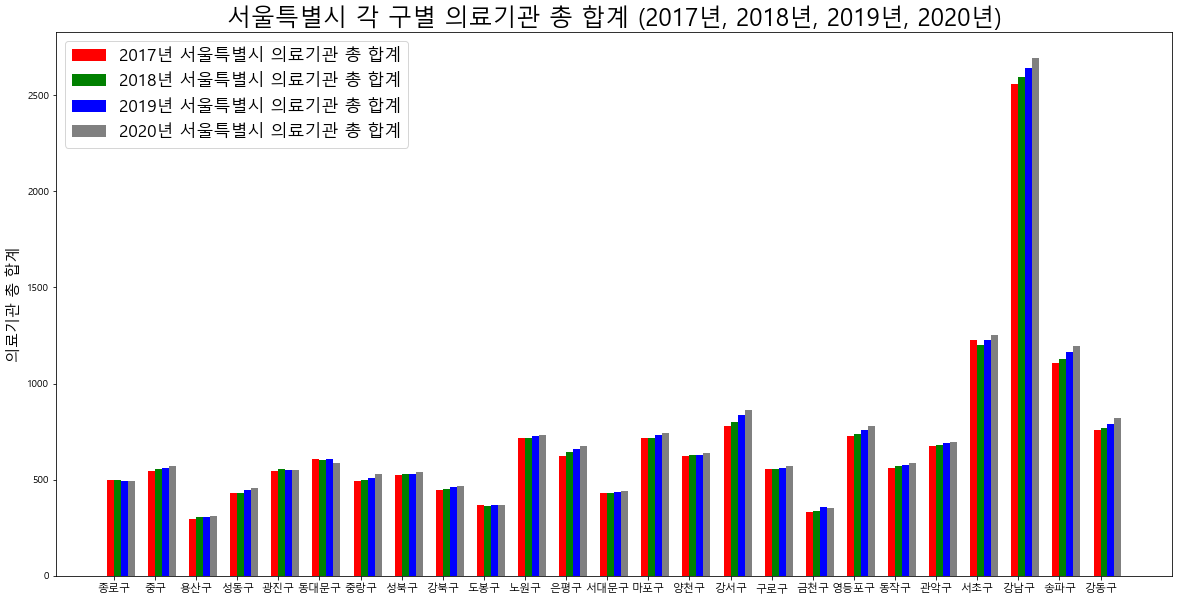 서울특별시 각 구별 의료기관 총 합계 (2017년, 2018년, 2019년, 2020년)
2017년 서울특별시 의료기관 총 합계
2018년 서울특별시 의료기관 총 합계
2019년 서울특별시 의료기관 총 합계
2020년 서울특별시 의료기관 총 합계
의료기관 총 합계
2500
2000
1500
1000
500
0
종로구 중구 용산구 성동구 광진구 동대문구 중랑구 성북구 강북구 도봉구 노원구 은평구 서대문구 마포구 양천구 강서구 구로구 금천구 영등포구 동작구 관악구 서초구 강남구 송파구 강동구